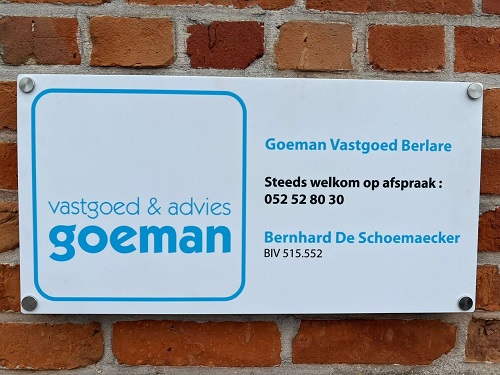 vastgoed & advies
goeman
Goeman Vastgoed Berlare
Steeds welkom op afspraak :
052 52 80 30
Bernhard De Schoemaecker
BIV 515.552